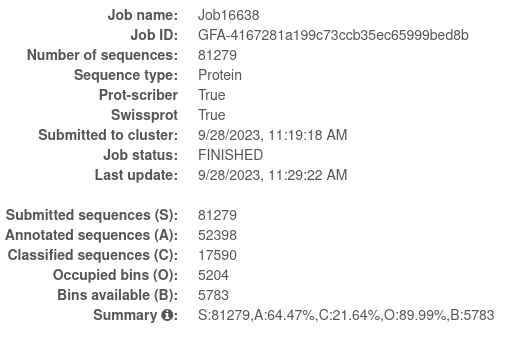 Job name: Job16638
Job ID: GFA-4167281a199c73ccb35ec65999bed8b
Number of sequences: 81279
Sequence type: Protein
Prot-scriber True
Swissprot True
Submitted to cluster: 9/28/2023, 11:19:18 AM
Job status: FINISHED
Last update: 9/28/2023, 11:29:22 AM
Submitted sequences (S): 81279
Annotated sequences (A): 52398
Classified sequences (C): 17590
Occupied bins (O): 5204
Bins available (B): 5783
Summary : S:81279,A:64.47%,C:21.64%,O:89.99%,B:5783